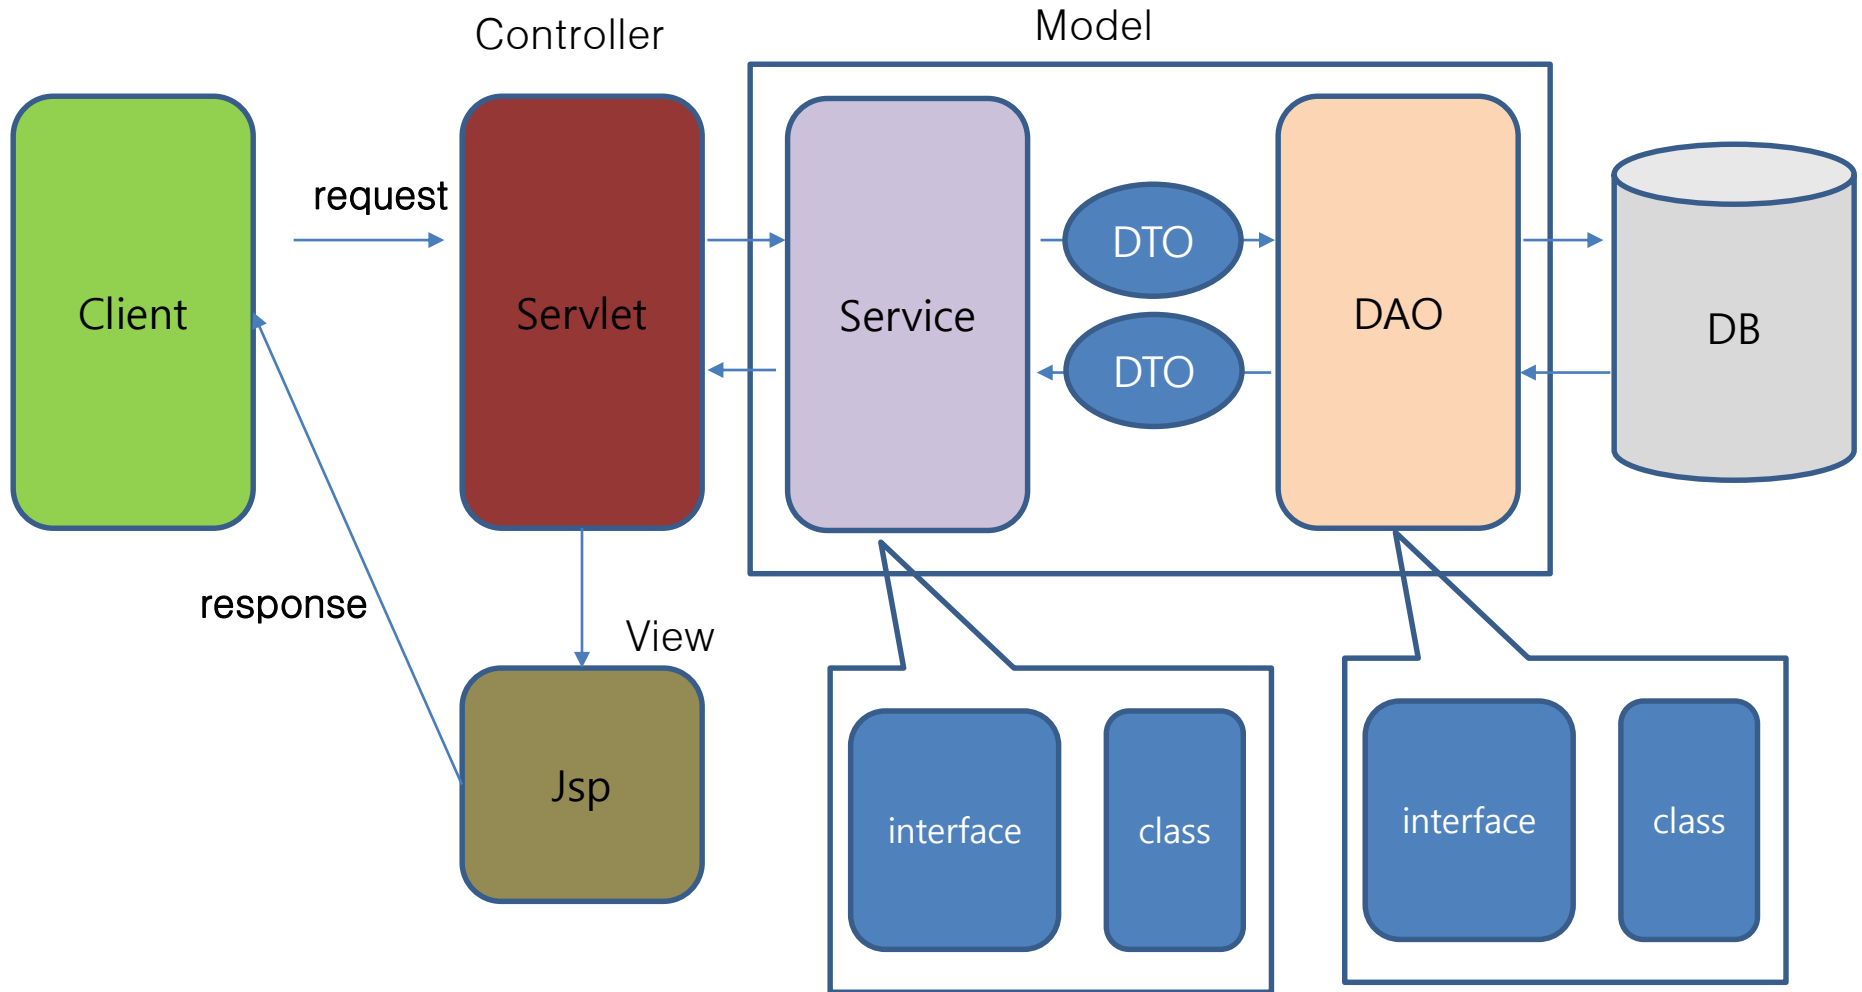 Controller
Model
request
Client
Servlet
Service
DTO
DTO
DAO
DB
response
View
Jsp
interface
class
interface
class